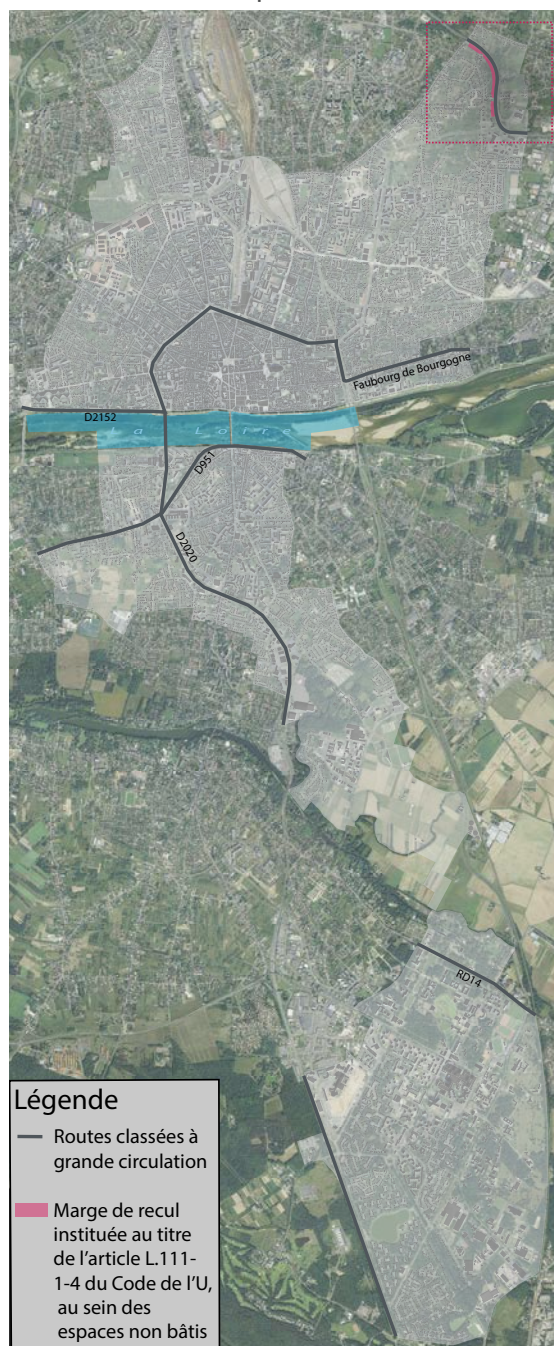 Faubourg de Bourgogne
D2152
La Loire
D951
D2020
RD14
Légende
Routes classées à
grande circulation
Marge de recul
instituée au titre
de l'article L.111-
1-4 du Code de l'U,
au sein des
espaces non bâtis